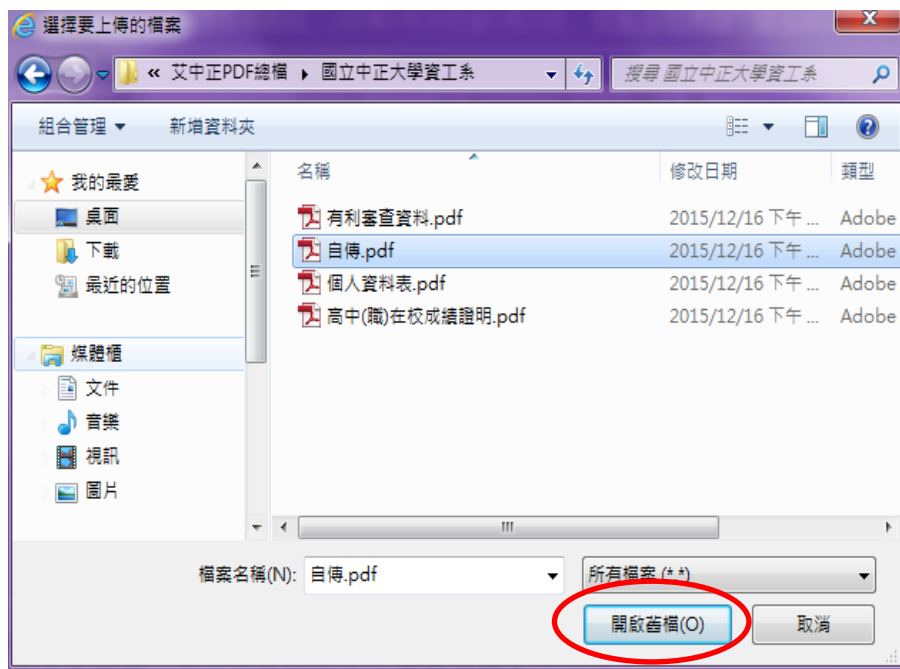 選擇要上傳的檔案
« 艾中正PDF總檔 ▸ 國立中正大學資工系
搜尋 國立中正大學資工系
組合管理 ▼ 新增資料夾
我的最愛
桌面
下載
最近的位置
媒體櫃
文件
音樂
視訊
圖片
名稱 修改日期 類型
有利審查資料.pdf 2015/12/16 下午 ... Adobe
自傳.pdf 2015/12/16 下午 ... Adobe
個人資料表.pdf 2015/12/16 下午 ... Adobe
高中(職)在校成績證明.pdf 2015/12/16 下午 ... Adobe
檔案名稱(N): 自傳.pdf 所有檔案 (*.*)
開啟舊檔(O) 取消